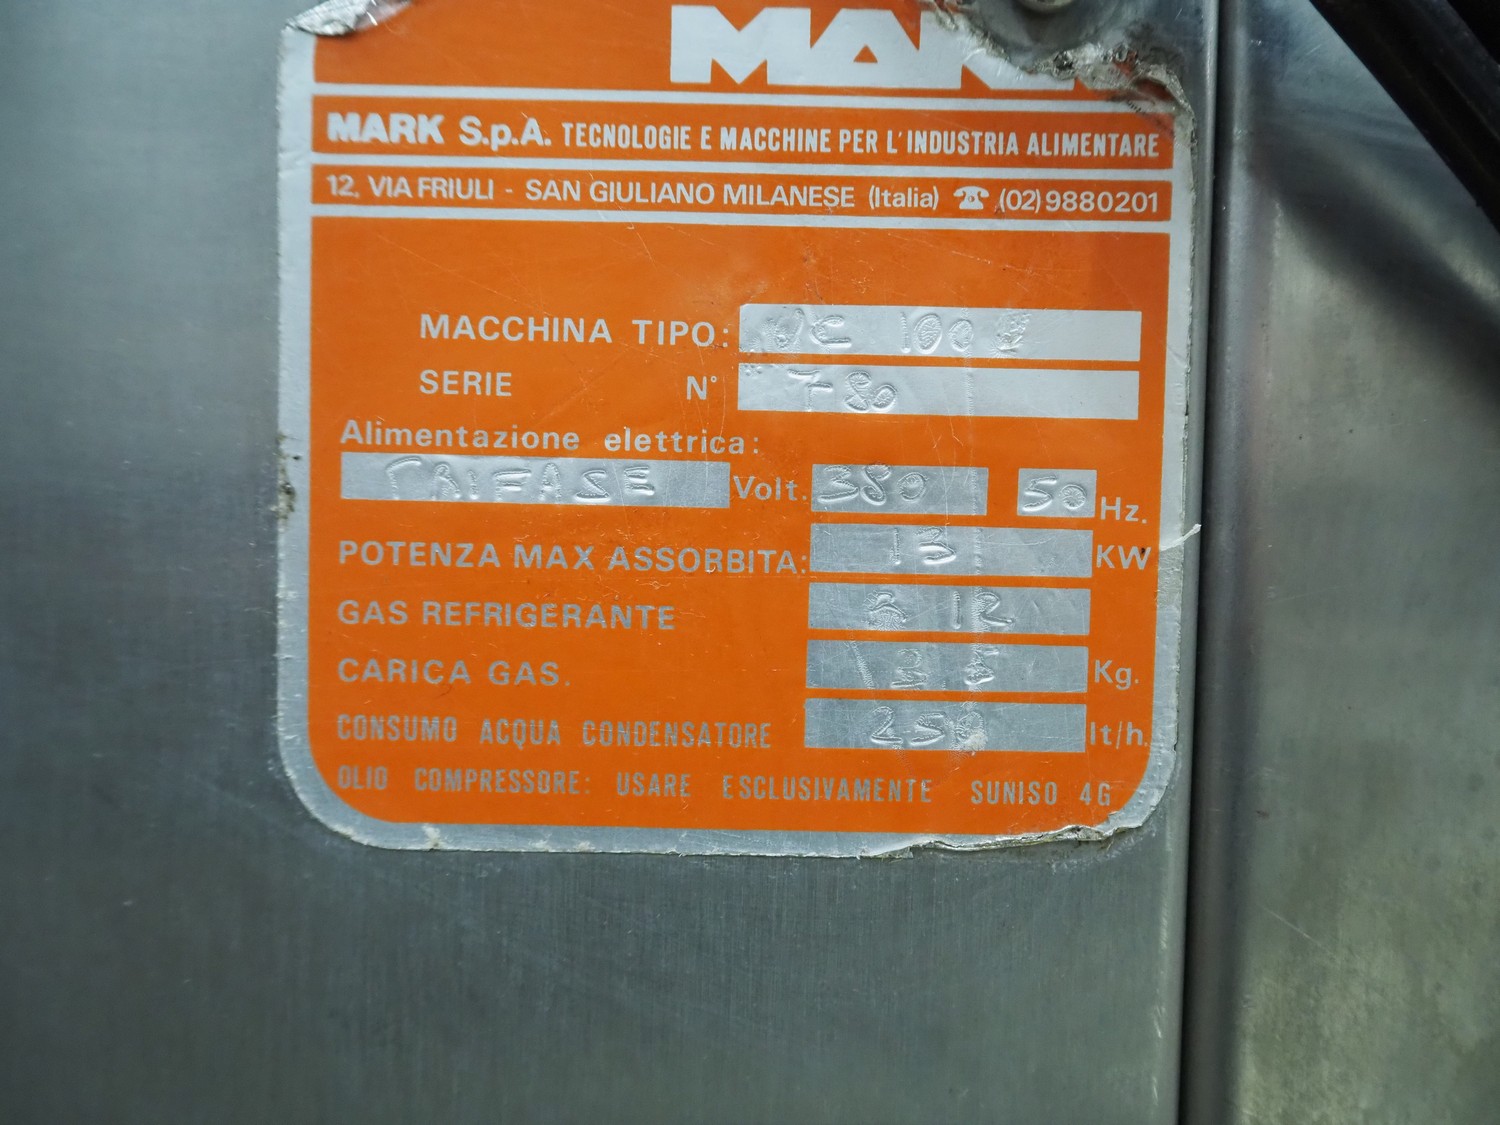 MARK S.p.A. TECNOLOGIE E MACCHINE PER L'INDUSTRIA ALIMENTARE
12, VIA FRIULI - SAN GIULIANO MILANESE (Italia) ☎ (02) 9880201
MACCHINA TIPO: 100
SERIE N° 780
Alimentazione elettrica:
TRIFASE Volt. 380 50 Hz.
POTENZA MAX ASSORBITA: 13 KW
GAS REFRIGERANTE R 12
CARICA GAS. Kg.
CONSUMO ACQUA CONDENSATORE 250 lt/h.
OLIO COMPRESSORE: USARE ESCLUSIVAMENTE SUNISO 4G